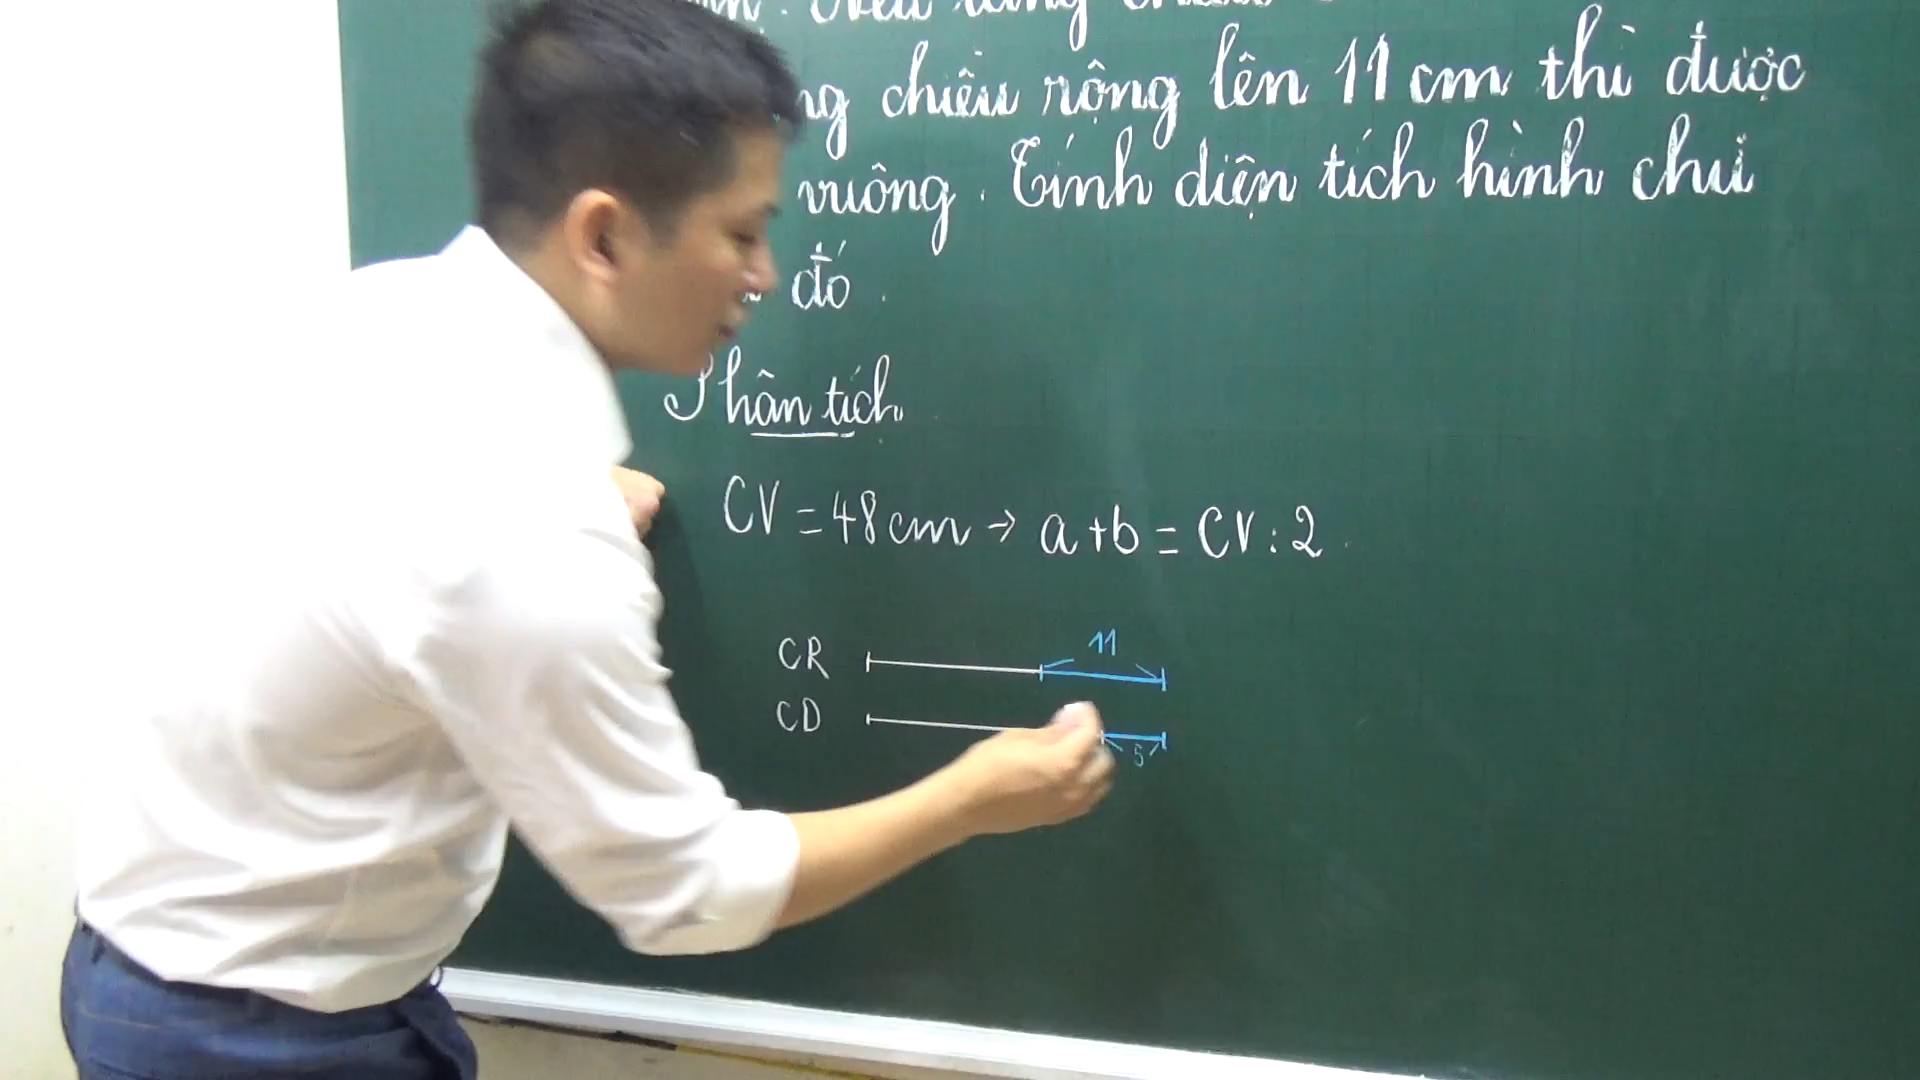 chiều rộng lên 11 cm thì được
vuông. Tính diện tích hình chữ
đó.
Phân tích
CV = 48 cm → a + b = CV : 2
11
CR
CD
5